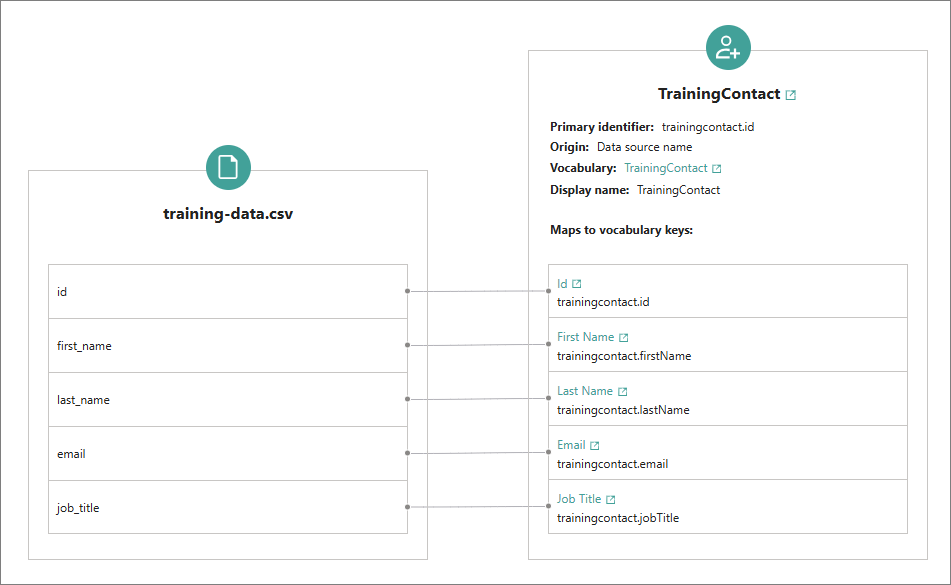 training-data.csv
id
first_name
last_name
email
job_title
TrainingContact
Primary identifier: trainingcontact.id
Origin: Data source name
Vocabulary: TrainingContact
Display name: TrainingContact
Maps to vocabulary keys:
Id
trainingcontact.id
First Name
trainingcontact.firstName
Last Name
trainingcontact.lastName
Email
trainingcontact.email
Job Title
trainingcontact.jobTitle